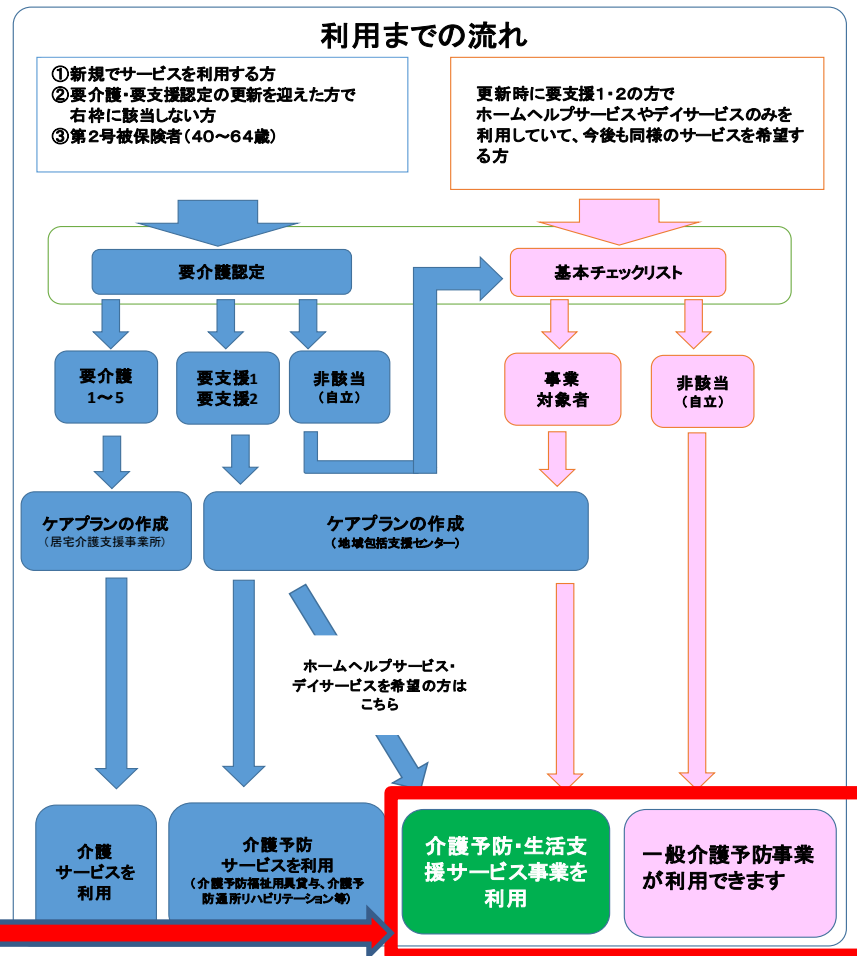 利用までの流れ
①新規でサービスを利用する方
②要介護・要支援認定の更新を迎えた方で
右枠に該当しない方
③第2号被保険者（40～64歳）
更新時に要支援1・2の方で
ホームヘルプサービスやデイサービスのみを
利用していて、今後も同様のサービスを希望す
る方
要介護認定
基本チェックリスト
要介護
1～5
要支援1
要支援2
非該当
（自立）
事業
対象者
非該当
（自立）
ケアプランの作成
（居宅介護支援事業所）
ケアプランの作成
（地域包括支援センター）
ホームヘルプサービス・
デイサービスを希望の方は
こちら
介護
サービスを
利用
介護予防
サービスを利用
（介護予防福祉用具貸与、介護予
防通所リハビリテーション等）
介護予防・生活支
援サービス事業を
利用
一般介護予防事業
が利用できます